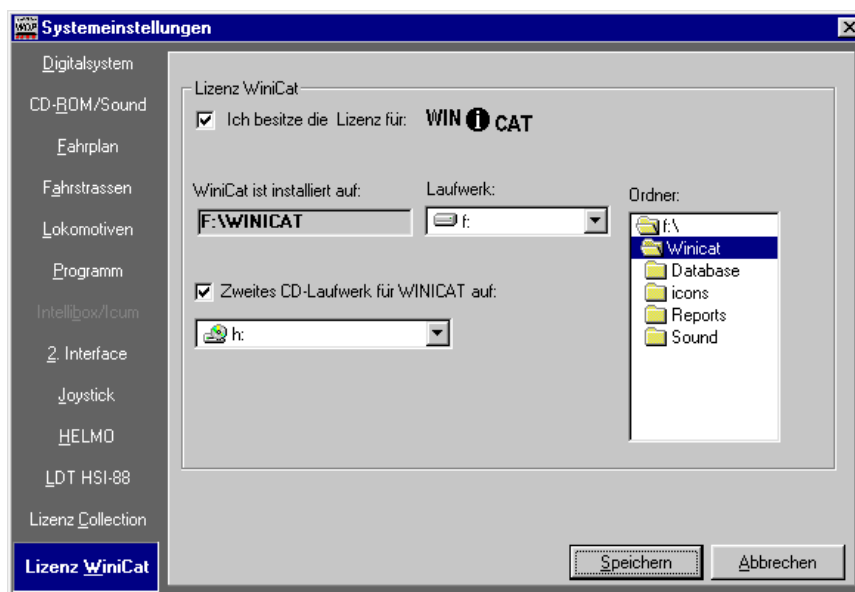 Systemeinstellungen
Digitalsystem
CD-ROM/Sound
Fahrplan
Fahrstrassen
Lokomotiven
Programm
Intellibox/Icum
2. Interface
Joystick
HELMO
LDT HSI-88
Lizenz Collection
Lizenz WiniCat
Lizenz WiniCat
Ich besitze die Lizenz für: WIN i CAT
WiniCat ist installiert auf:
F:\WINICAT
Laufwerk:
f:
Ordner:
f:\
Winicat
Database
icons
Reports
Sound
Zweites CD-Laufwerk für WINICAT auf:
h:
Speichern
Abbrechen